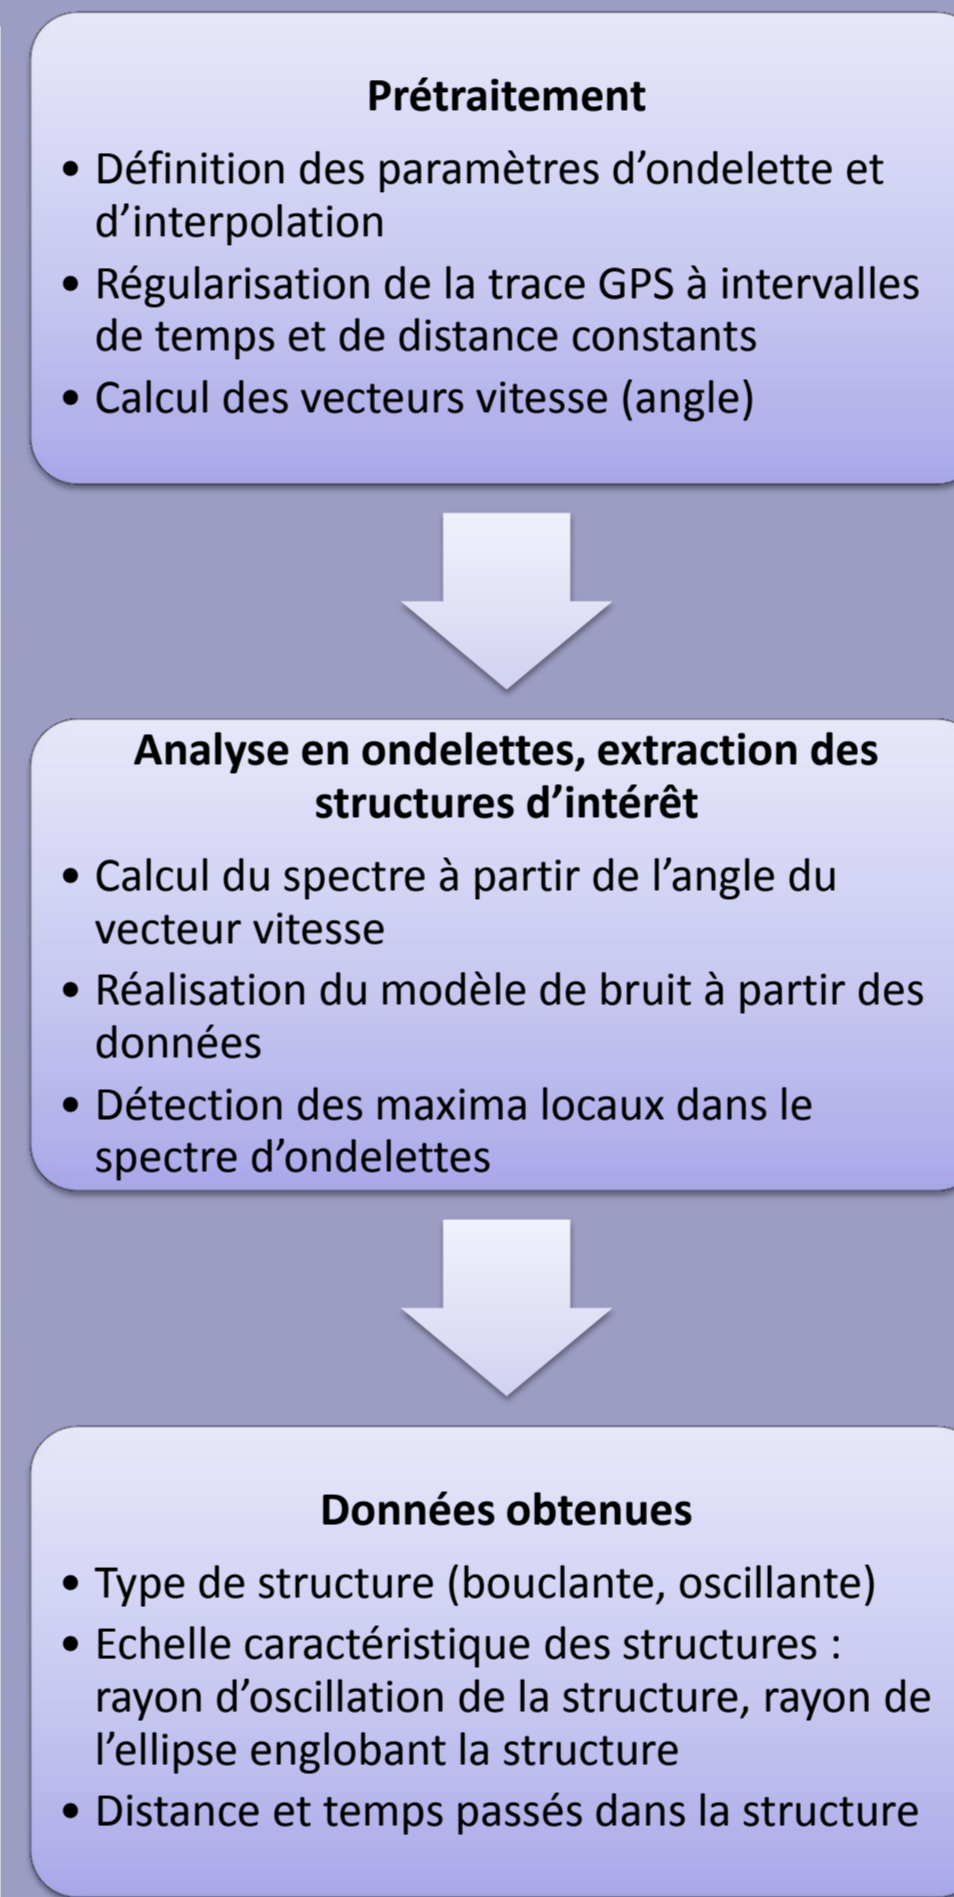 Prétraitement
• Définition des paramètres d’ondelette et
d’interpolation
• Régularisation de la trace GPS à intervalles
de temps et de distance constants
• Calcul des vecteurs vitesse (angle)
Analyse en ondelettes, extraction des
structures d’intérêt
• Calcul du spectre à partir de l’angle du
vecteur vitesse
• Réalisation du modèle de bruit à partir des
données
• Détection des maxima locaux dans le
spectre d’ondelettes
Données obtenues
• Type de structure (bouclante, oscillante)
• Echelle caractéristique des structures :
rayon d’oscillation de la structure, rayon de
l’ellipse englobant la structure
• Distance et temps passés dans la structure